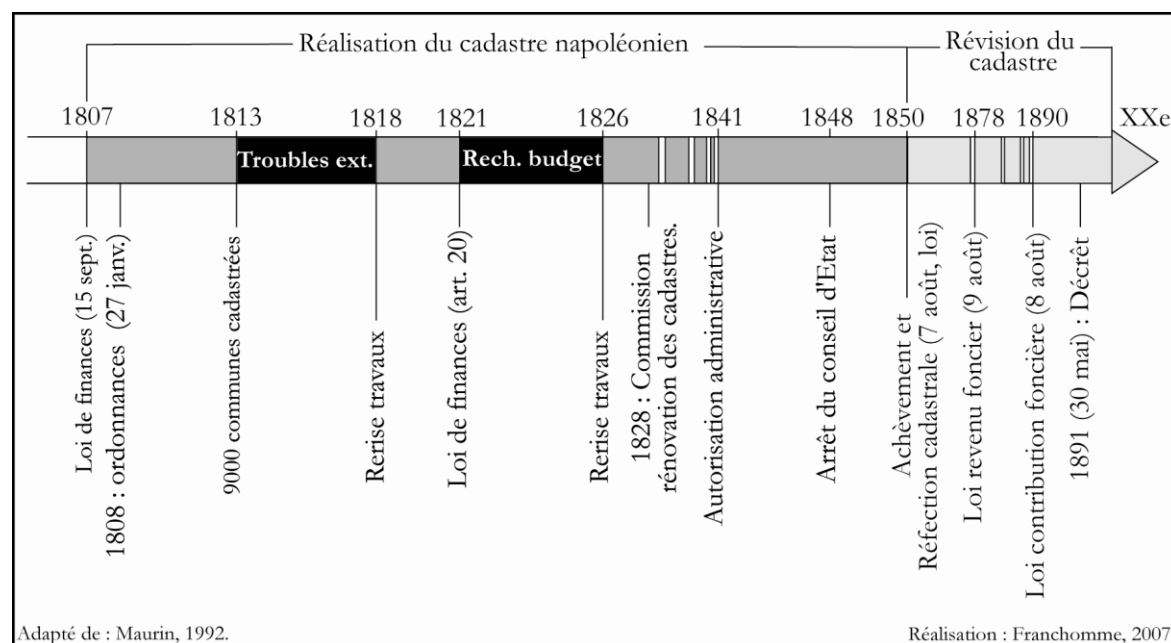 Réalisation du cadastre napoléonien
Révision du
cadastre
1807
1813
1818
1821
1826
1841
1848
1850
1878
1890
XXe
Troubles ext.
Rech. budget
Loi de finances (15 sept.)
1808 : ordonnances (27 janv.)
9000 communes cadastrées
Rerise travaux
Loi de finances (art. 20)
Rerise travaux
1828 : Commission
rénovation des cadastres.
Autorisation administrative
Arrêt du conseil d'Etat
Achèvement et
Réfection cadastrale (7 août, loi)
Loi revenu foncier (9 août)
Loi contribution foncière (8 août)
1891 (30 mai) : Décrêt
Adapté de : Maurin, 1992.
Réalisation : Franchomme, 2007